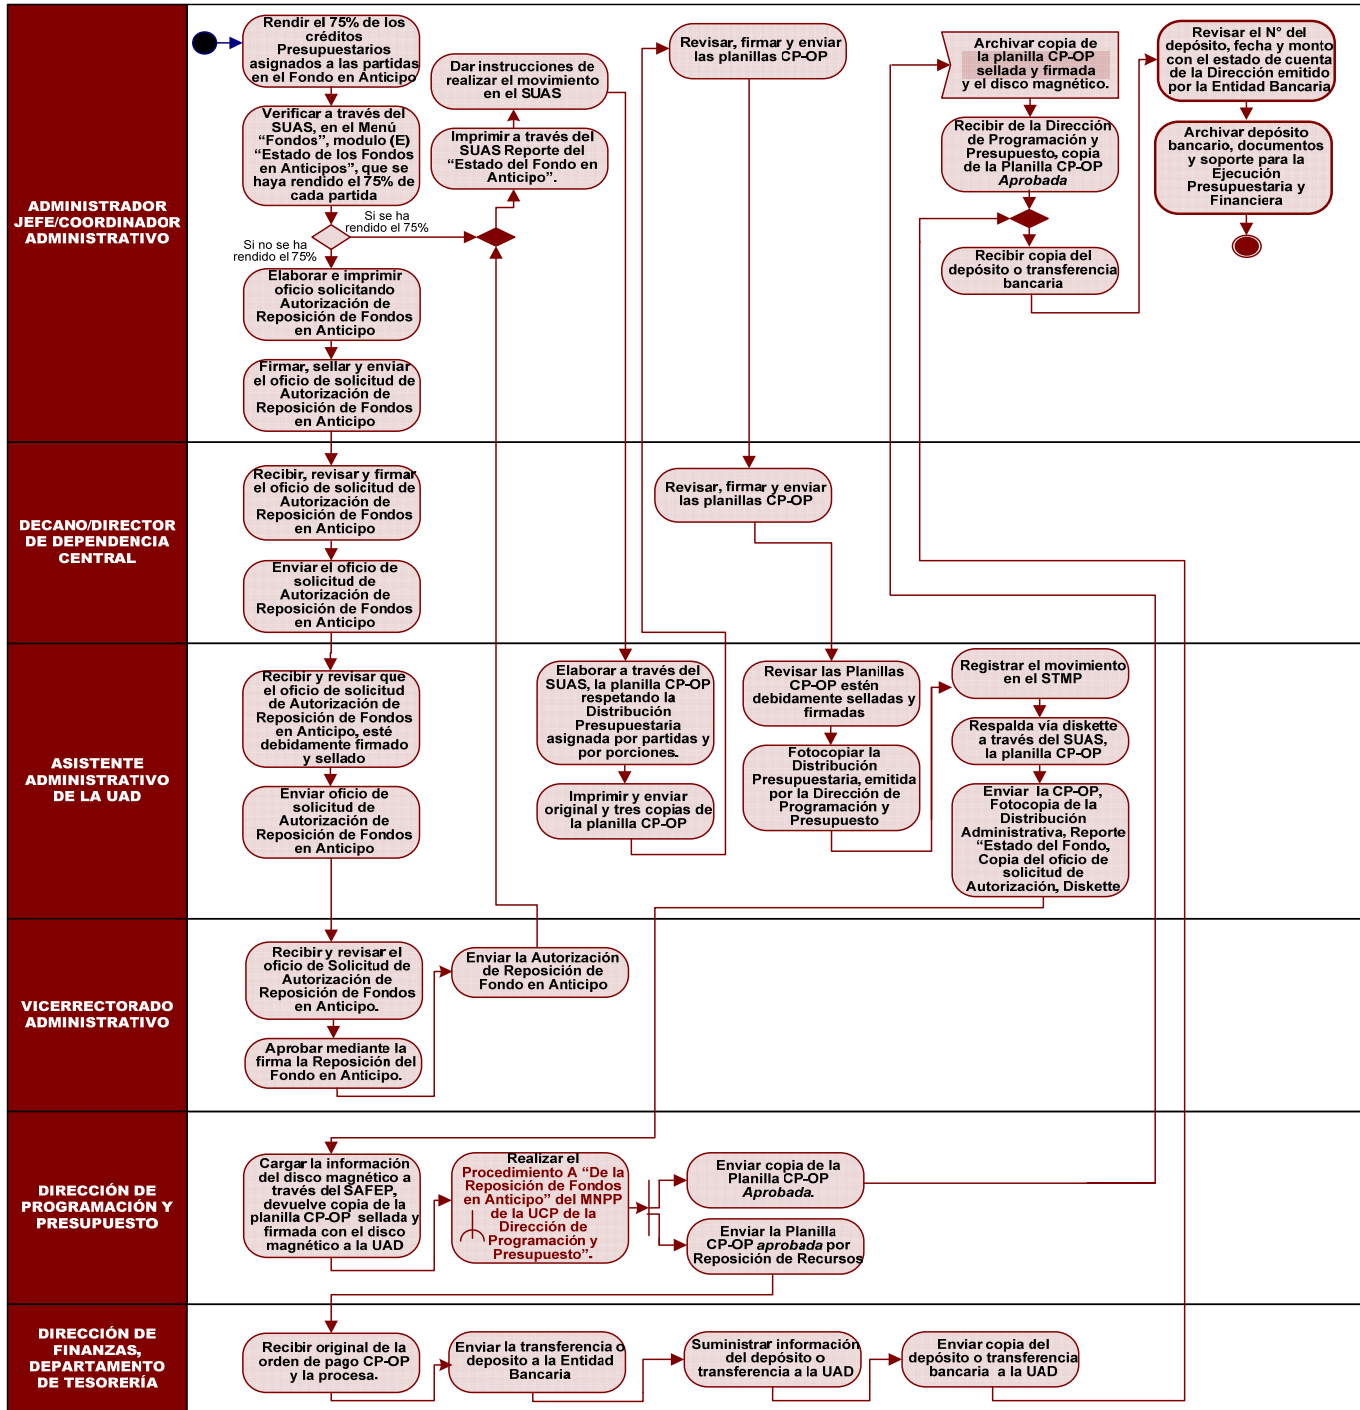 ADMINISTRADOR
JEFE/COORDINADOR
ADMINISTRATIVO
Rendir el 75% de los
créditos
Presupuestarios
asignados a las partidas
en el Fondo en Anticipo
Verificar a través del
SUAS, en el Menú
“Fondos”, modulo (E)
“Estado de los Fondos
en Anticipos”, que se
haya rendido el 75% de
cada partida
Si se ha
rendido el 75%
Si no se ha
rendido el 75%
Elaborar e imprimir
oficio solicitando
Autorización de
Reposición de Fondos
en Anticipo
Firmar, sellar y enviar
el oficio de solicitud de
Autorización de
Reposición de Fondos
en Anticipo
Dar instrucciones de
realizar el movimiento
en el SUAS
Imprimir a través del
SUAS Reporte del
“Estado del Fondo en
Anticipo”.
Revisar, firmar y enviar
las planillas CP-OP
Archivar copia de
la planilla CP-OP
sellada y firmada
y el disco magnético.
Recibir de la Dirección
de Programación y
Presupuesto, copia
de la Planilla CP-OP
Aprobada
Recibir copia del
depósito o transferencia
bancaria
Revisar el N° del
depósito, fecha y monto
con el estado de cuenta
de la Dirección emitido
por la Entidad Bancaria
Archivar depósito
bancario, documentos
y soporte para la
Ejecución
Presupuestaria y
Financiera
DECANO/DIRECTOR
DE DEPENDENCIA
CENTRAL
Recibir, revisar y firmar
el oficio de solicitud de
Autorización de
Reposición de Fondos
en Anticipo
Enviar el oficio de
solicitud de
Autorización de
Reposición de Fondos
en Anticipo
Revisar, firmar y enviar
las planillas CP-OP
ASISTENTE
ADMINISTRATIVO
DE LA UAD
Recibir y revisar que
el oficio de solicitud
de Autorización de
Reposición de Fondos
en Anticipo, esté
debidamente firmado
y sellado
Enviar oficio de
solicitud de
Autorización de
Reposición de Fondos
en Anticipo
Elaborar a través del
SUAS, la planilla CP-OP
respetando la
Distribución
Presupuestaria
asignada por partidas y
por porciones.
Imprimir y enviar
original y tres copias de
la planilla CP-OP
Revisar las Planillas
CP-OP estén
debidamente selladas y
firmadas
Fotocopiar la
Distribución
Presupuestaria, emitida
por la Dirección de
Programación y
Presupuesto
Registrar el movimiento
en el STMP
Respalda vía diskette
a través del SUAS,
la planilla CP-OP
Enviar la CP-OP,
Fotocopia de la
Distribución
Administrativa, Reporte
“Estado del Fondo,
Copia del oficio de
solicitud de
Autorización, Diskette
VICERRECTORADO
ADMINISTRATIVO
Recibir y revisar el
oficio de Solicitud de
Autorización de
Reposición de Fondos
en Anticipo.
Aprobar mediante la
firma la Reposición del
Fondo en Anticipo.
Enviar la Autorización
de Reposición de
Fondo en Anticipo
DIRECCIÓN DE
PROGRAMACIÓN Y
PRESUPUESTO
Cargar la información
del disco magnético a
través del SAFEP,
devuelve copia de la
planilla CP-OP sellada y
firmada con el disco
magnético a la UAD
Realizar el
Procedimiento A “De la
Reposición de Fondos
en Anticipo” del MNPP
de la UCP de la
Dirección de
Programación y
Presupuesto”.
Enviar copia de la
Planilla CP-OP
Aprobada.
Enviar la Planilla
CP-OP aprobada por
Reposición de Recursos
DIRECCIÓN DE
FINANZAS,
DEPARTAMENTO
DE TESORERÍA
Recibir original de la
orden de pago CP-OP
y la procesa.
Enviar la transferencia o
deposito a la Entidad
Bancaria
Suministrar información
del depósito o
transferencia a la UAD
Enviar copia del
depósito o transferencia
bancaria a la UAD